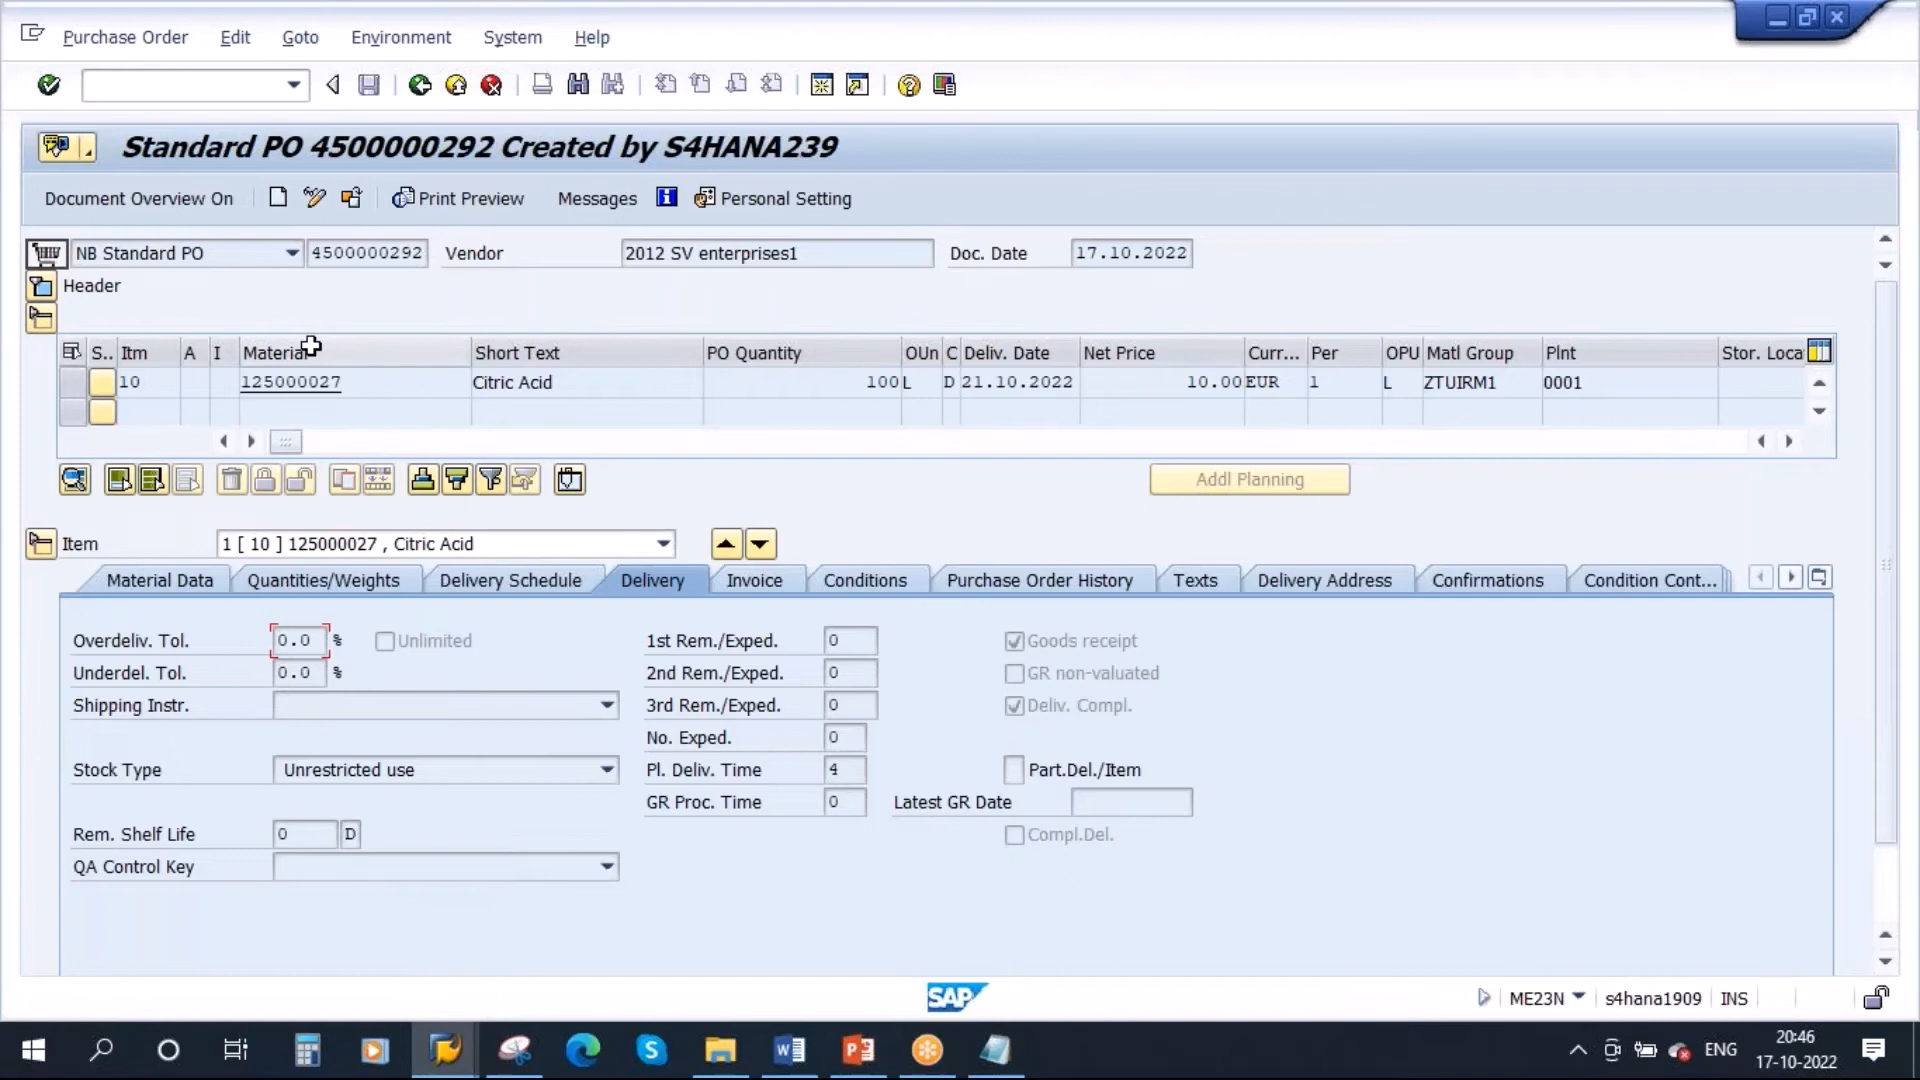 Purchase Order Edit Goto Environment System Help
Standard PO 4500000292 Created by S4HANA239
Document Overview On Print Preview Messages Personal Setting
NB Standard PO 4500000292 Vendor 2012 SV enterprises1 Doc. Date 17.10.2022
Header
S.. Itm A I Material Short Text PO Quantity OUn C Deliv. Date Net Price Curr... Per OPU Matl Group Plnt Stor. Loca
10 125000027 Citric Acid 100 L D 21.10.2022 10.00 EUR 1 L ZTUIRM1 0001
Addl Planning
Item 1 [ 10 ] 125000027 , Citric Acid
Material Data Quantities/Weights Delivery Schedule Delivery Invoice Conditions Purchase Order History Texts Delivery Address Confirmations Condition Cont...
Overdeliv. Tol. 0.0 % Unlimited 1st Rem./Exped. 0 Goods receipt
Underdel. Tol. 0.0 % 2nd Rem./Exped. 0 GR non-valuated
Shipping Instr. 3rd Rem./Exped. 0 Deliv. Compl.
No. Exped. 0
Stock Type Unrestricted use Pl. Deliv. Time 4 Part.Del./Item
GR Proc. Time 0 Latest GR Date
Rem. Shelf Life 0 D Compl.Del.
QA Control Key
SAP ME23N s4hana1909 INS
ENG 20:46
17-10-2022